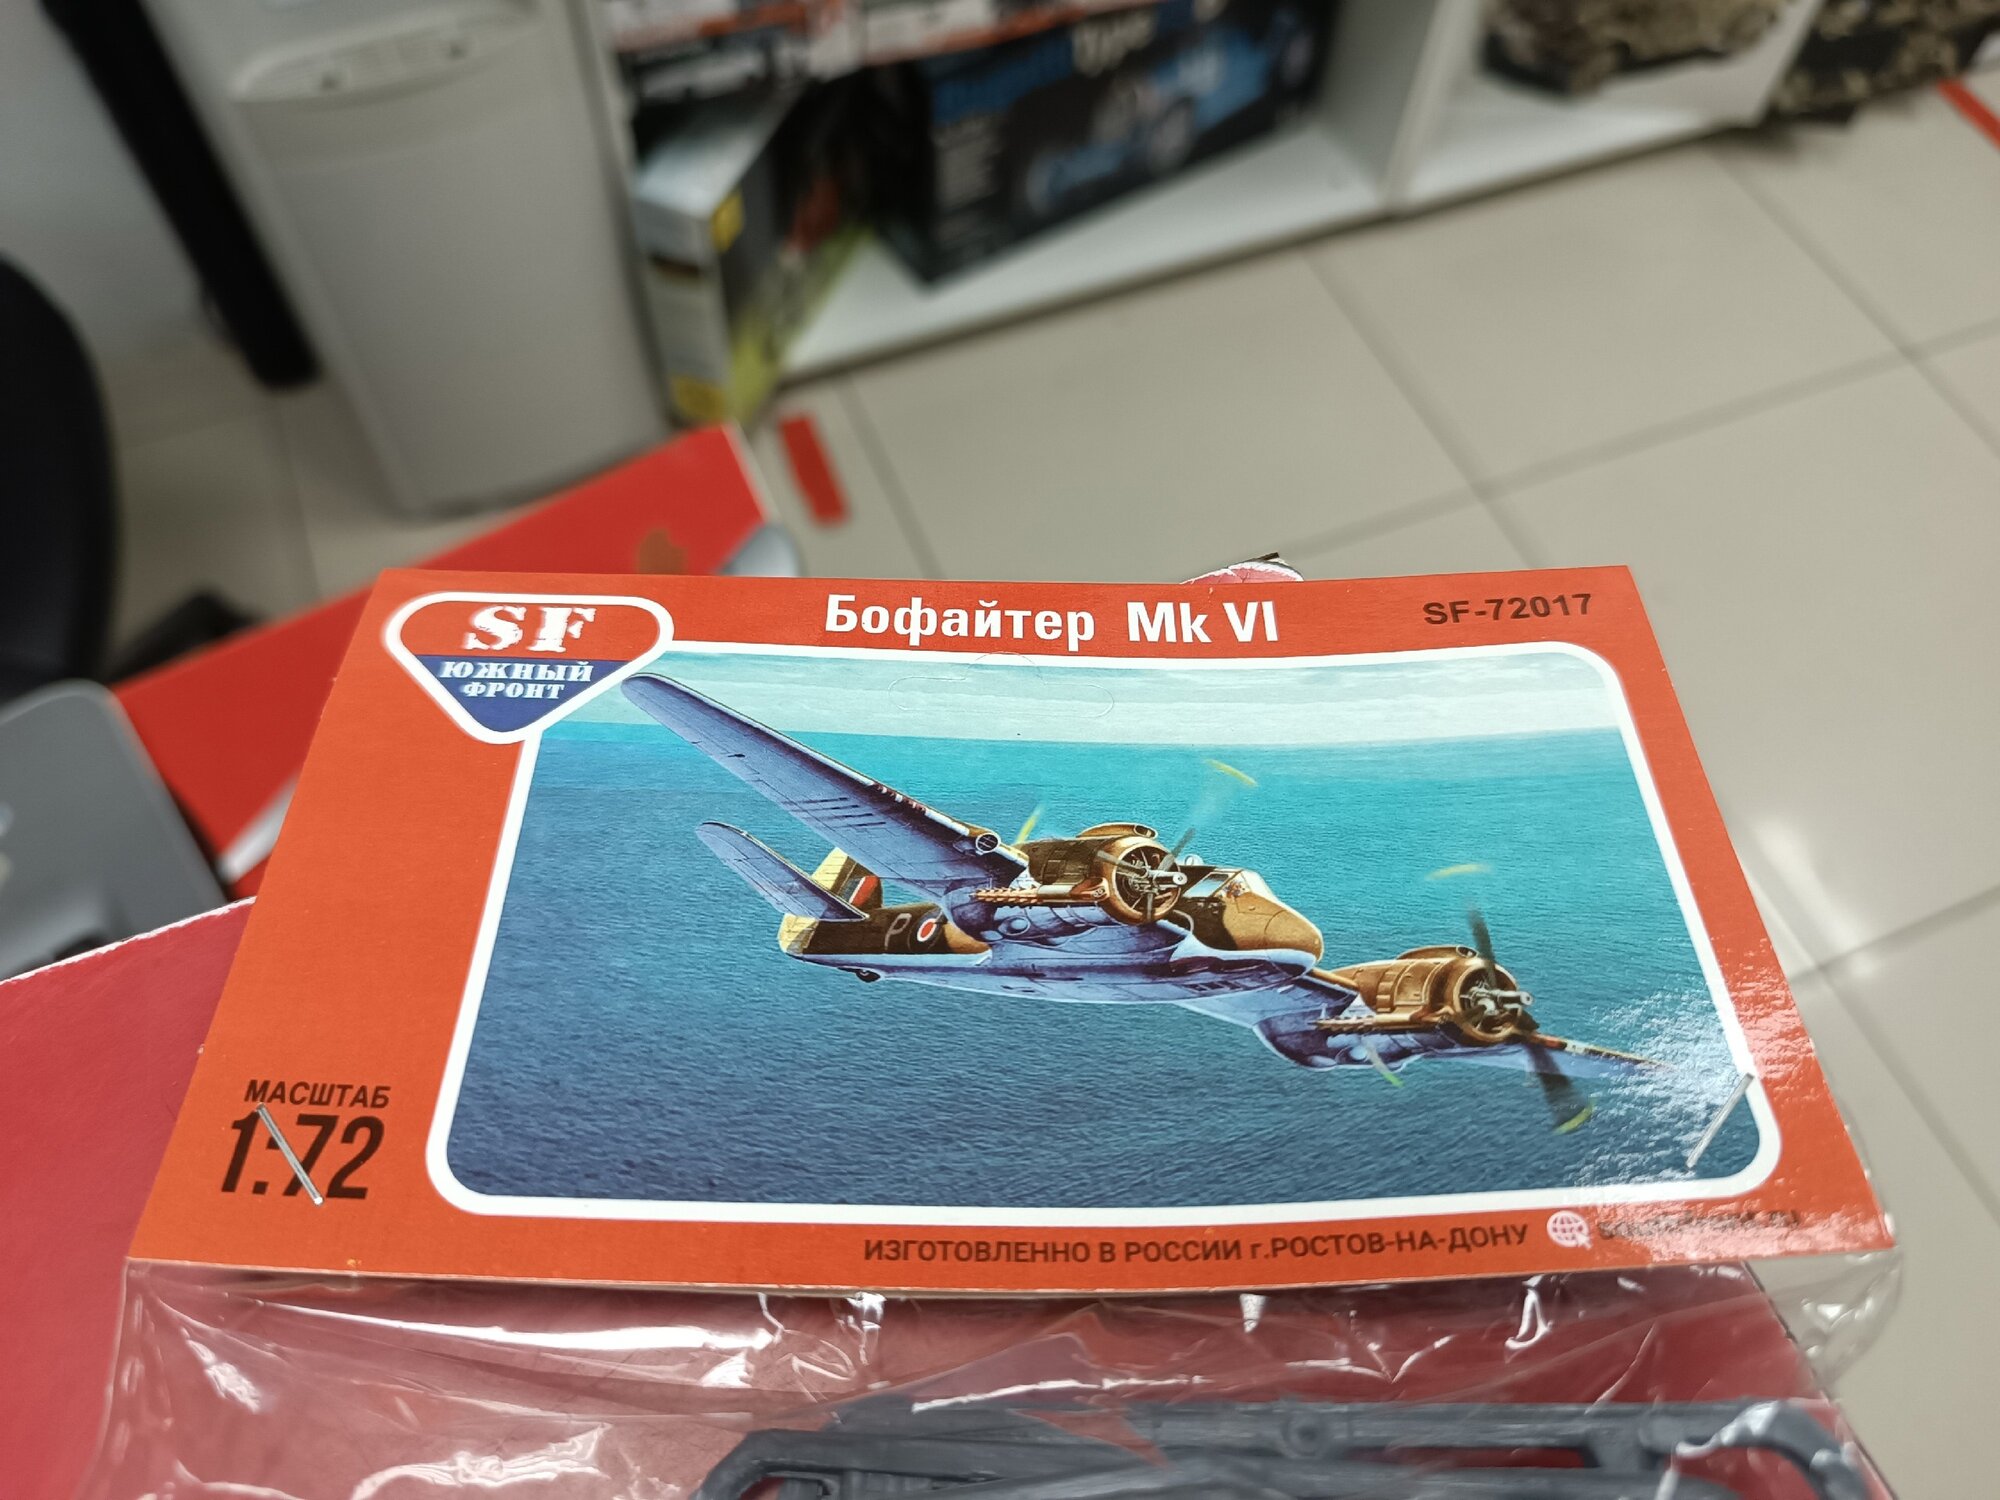 SF
ЮЖНЫЙ
ФРОНТ
Бофайтер Mk VI
SF-72017
P
МАСШТАБ
1:72
ИЗГОТОВЛЕННО В РОССИИ г.РОСТОВ-НА-ДОНУ